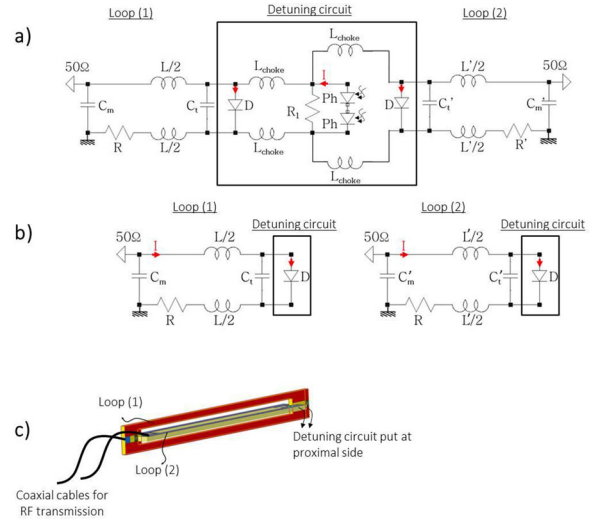 Loop (1)
Detuning circuit
Loop (2)
a)
L_choke
50Ω
L/2
L_choke
I
L'/2
50Ω
C_m
C_t
D
R_1
Ph
Ph
D
C_t'
C_m'
R
L/2
L_choke
L_choke
L'/2
R'
Loop (1)
Loop (2)
b)
Detuning circuit
Detuning circuit
50Ω
I
L/2
50Ω
I
L'/2
C_m
C_t
D
C'_m
C_t'
D
R
L/2
R
L'/2
c)
Loop (1)
Loop (2)
Detuning circuit put at
proximal side
Coaxial cables for
RF transmission